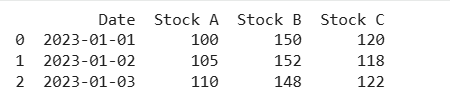 Date Stock A Stock B Stock C
0 2023-01-01 100 150 120
1 2023-01-02 105 152 118
2 2023-01-03 110 148 122